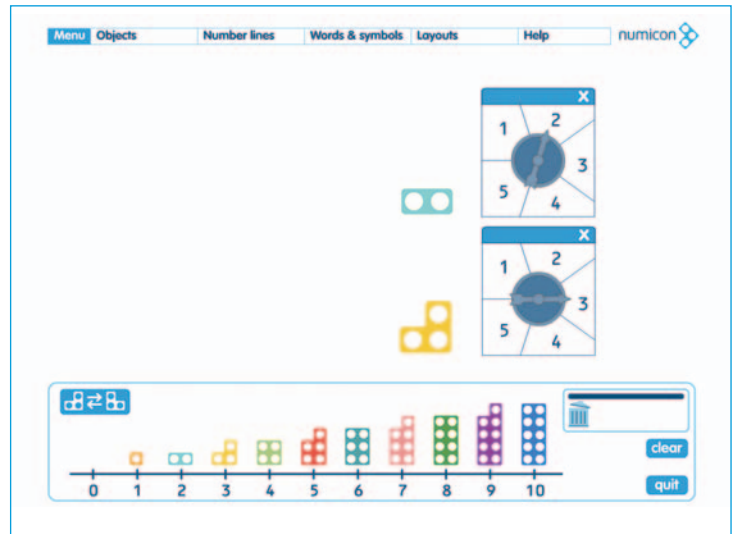 Menu Objects Number lines Words & symbols Layouts Help numicon
X
1 2 3 4 5
X
1 2 3 4 5
clear
0 1 2 3 4 5 6 7 8 9 10
quit